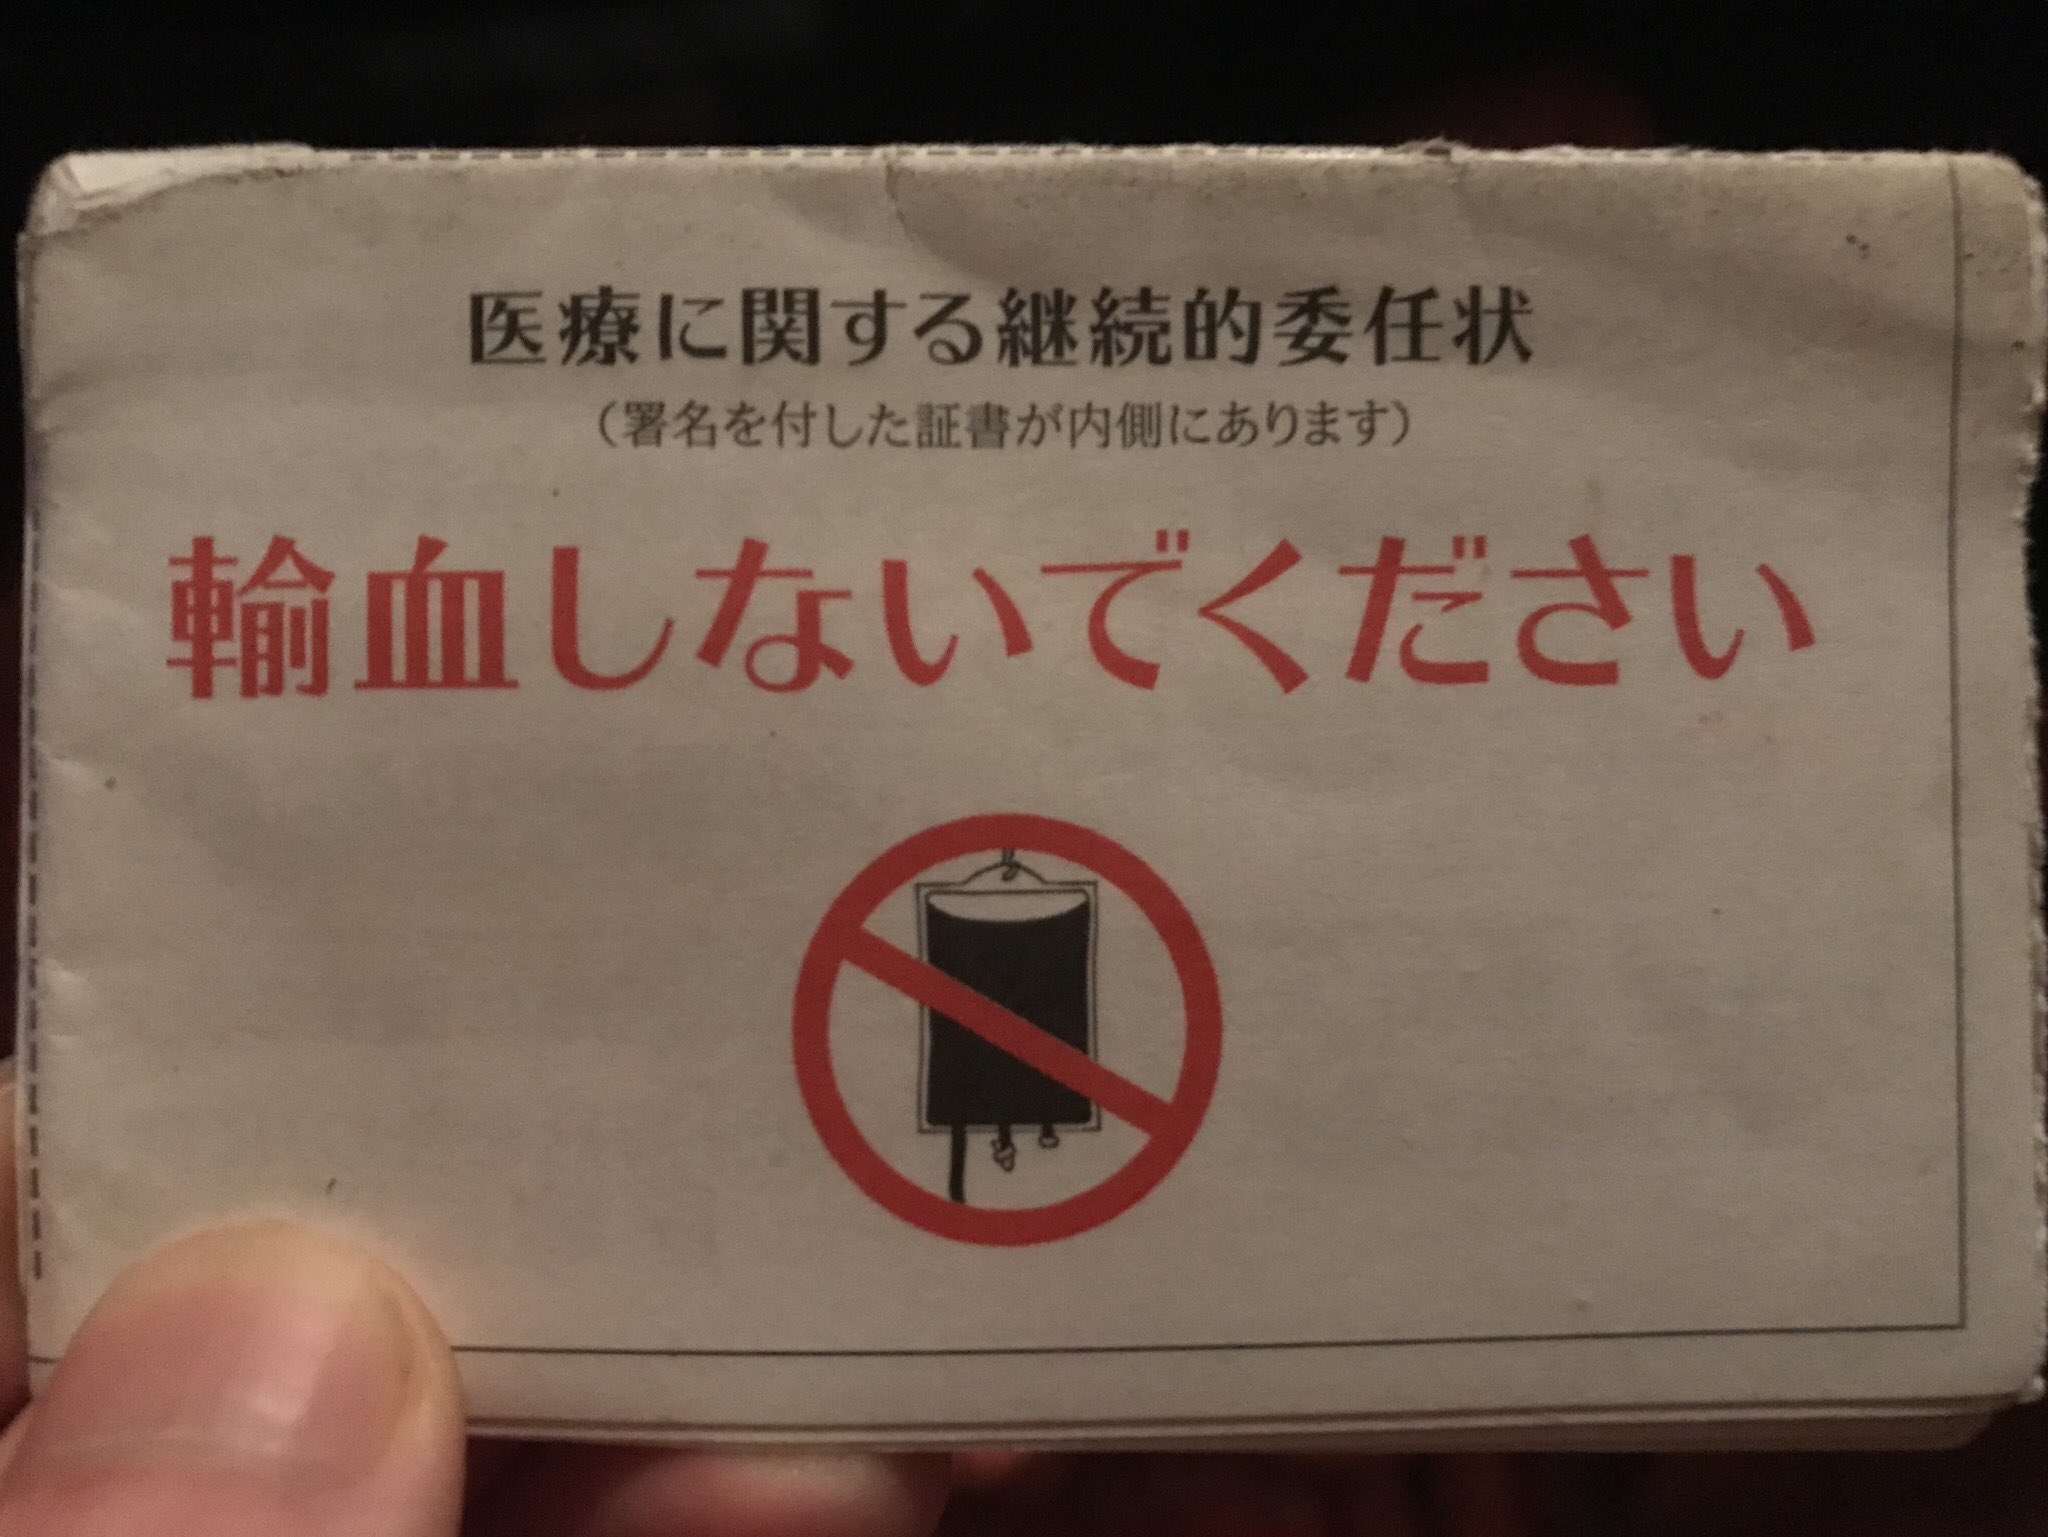 医療に関する継続的委任状
（署名を付した証書が内側にあります）
輸血しないでください